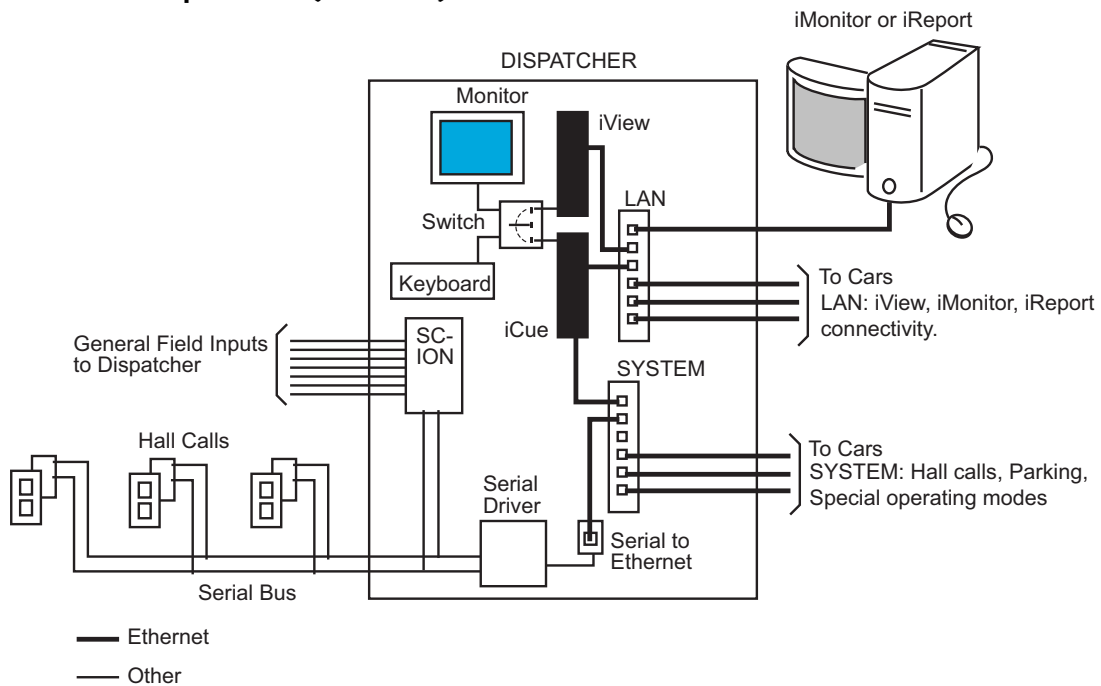 iMonitor or iReport
DISPATCHER
Monitor
iView
LAN
Switch
Keyboard
To Cars
LAN: iView, iMonitor, iReport
connectivity.
iCue
SC-
ION
General Field Inputs
to Dispatcher
SYSTEM
Hall Calls
To Cars
SYSTEM: Hall calls, Parking,
Special operating modes
Serial
Driver
Serial to
Ethernet
Serial Bus
Ethernet
Other